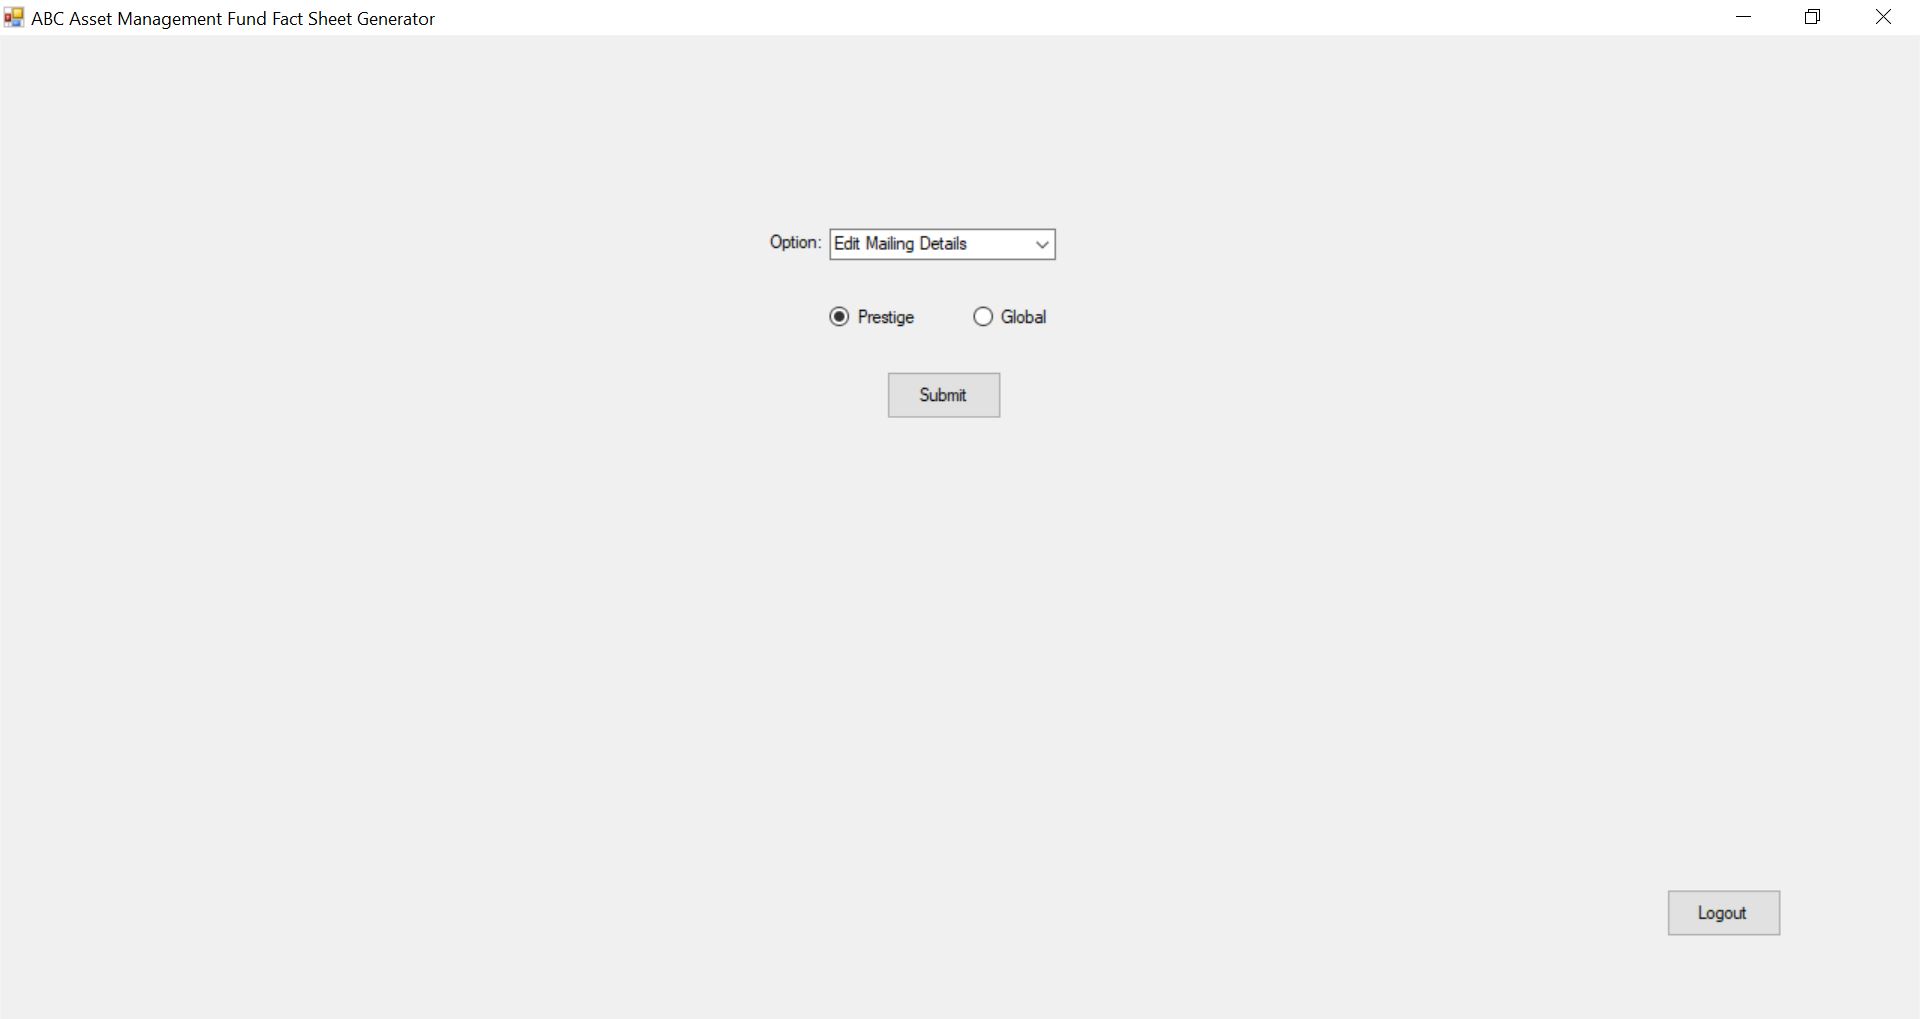 ABC Asset Management Fund Fact Sheet Generator
Option: Edit Mailing Details
Prestige Global
Submit
Logout